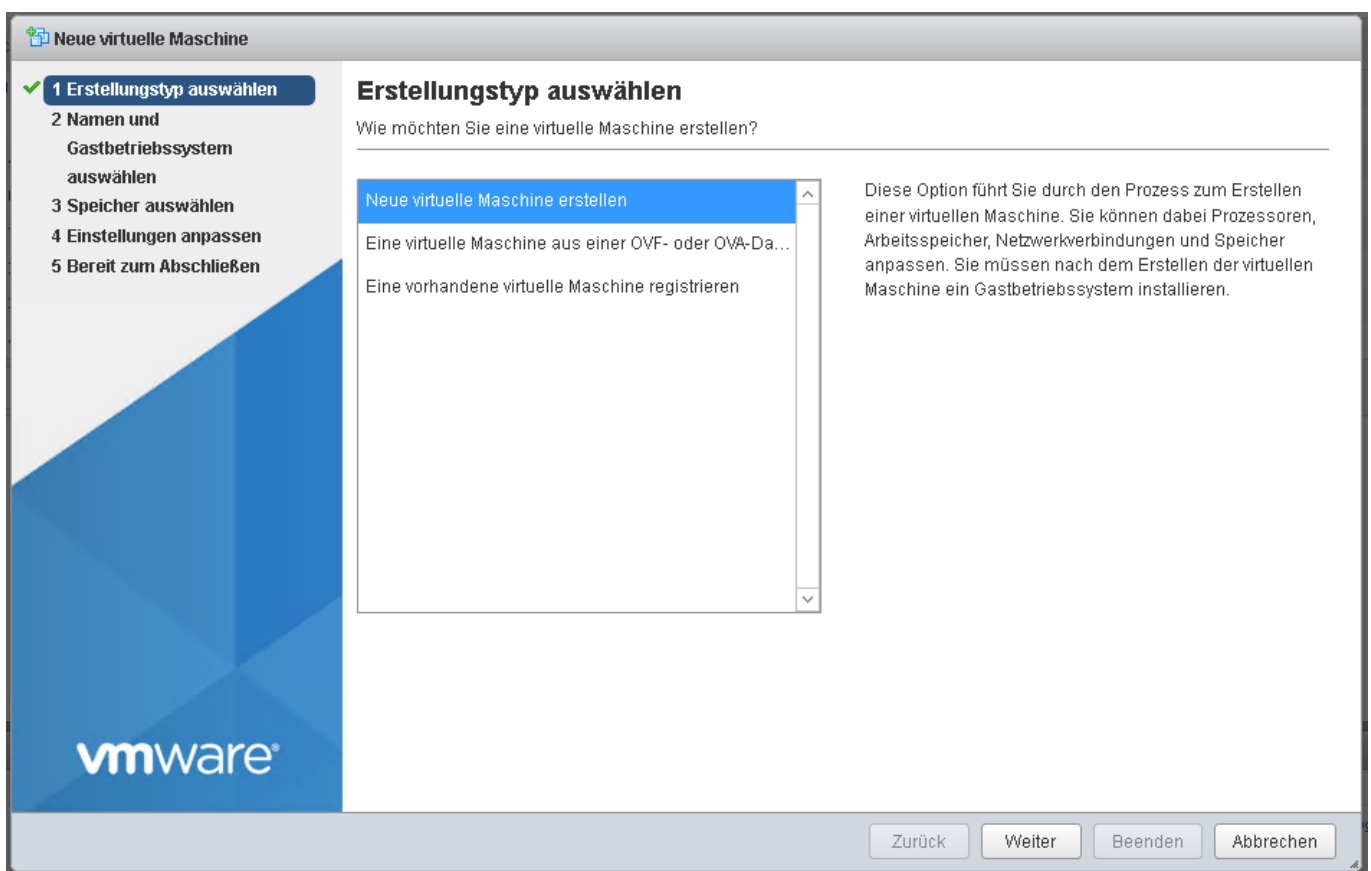 Neue virtuelle Maschine
1 Erstellungstyp auswählen
2 Namen und
Gastbetriebssystem
auswählen
3 Speicher auswählen
4 Einstellungen anpassen
5 Bereit zum Abschließen
vmware®
Erstellungstyp auswählen
Wie möchten Sie eine virtuelle Maschine erstellen?
Neue virtuelle Maschine erstellen
Eine virtuelle Maschine aus einer OVF- oder OVA-Da...
Eine vorhandene virtuelle Maschine registrieren
Diese Option führt Sie durch den Prozess zum Erstellen
einer virtuellen Maschine. Sie können dabei Prozessoren,
Arbeitsspeicher, Netzwerkverbindungen und Speicher
anpassen. Sie müssen nach dem Erstellen der virtuellen
Maschine ein Gastbetriebssystem installieren.
Zurück
Weiter
Beenden
Abbrechen